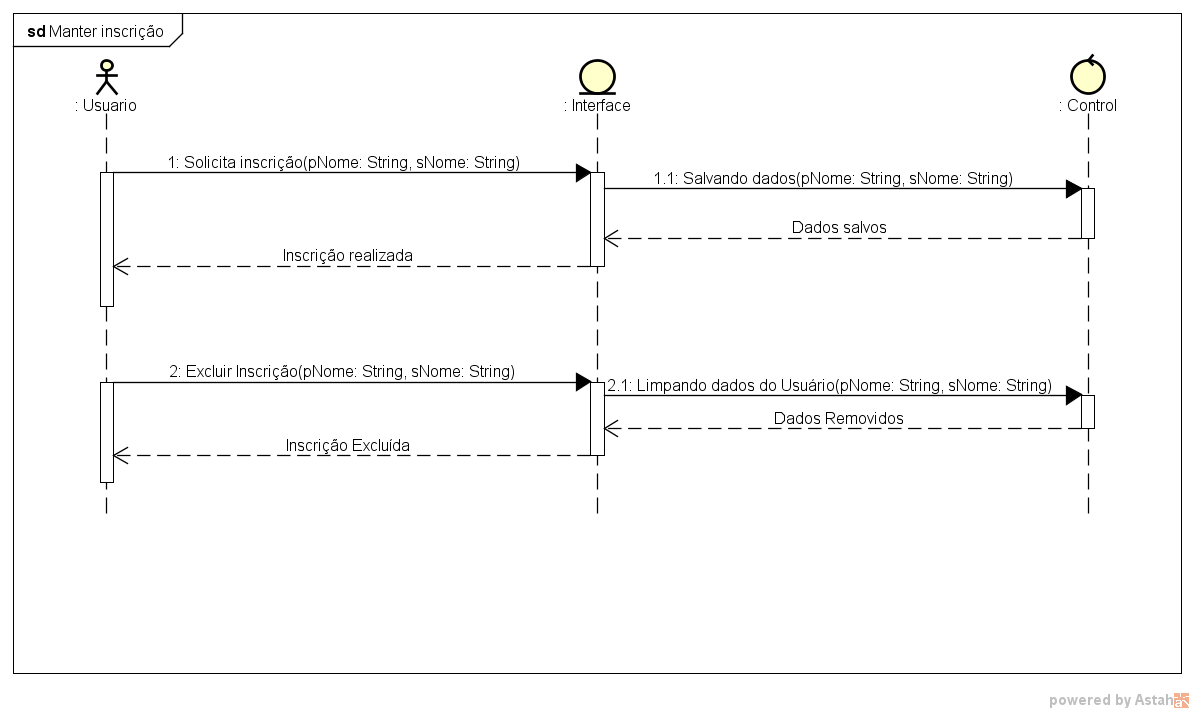 sd Manter inscrição
: Usuario
: Interface
: Control
1: Solicita inscrição(pNome: String, sNome: String)
1.1: Salvando dados(pNome: String, sNome: String)
Dados salvos
Inscrição realizada
2: Excluir Inscrição(pNome: String, sNome: String)
2.1: Limpando dados do Usuário(pNome: String, sNome: String)
Dados Removidos
Inscrição Excluída
powered by Astah